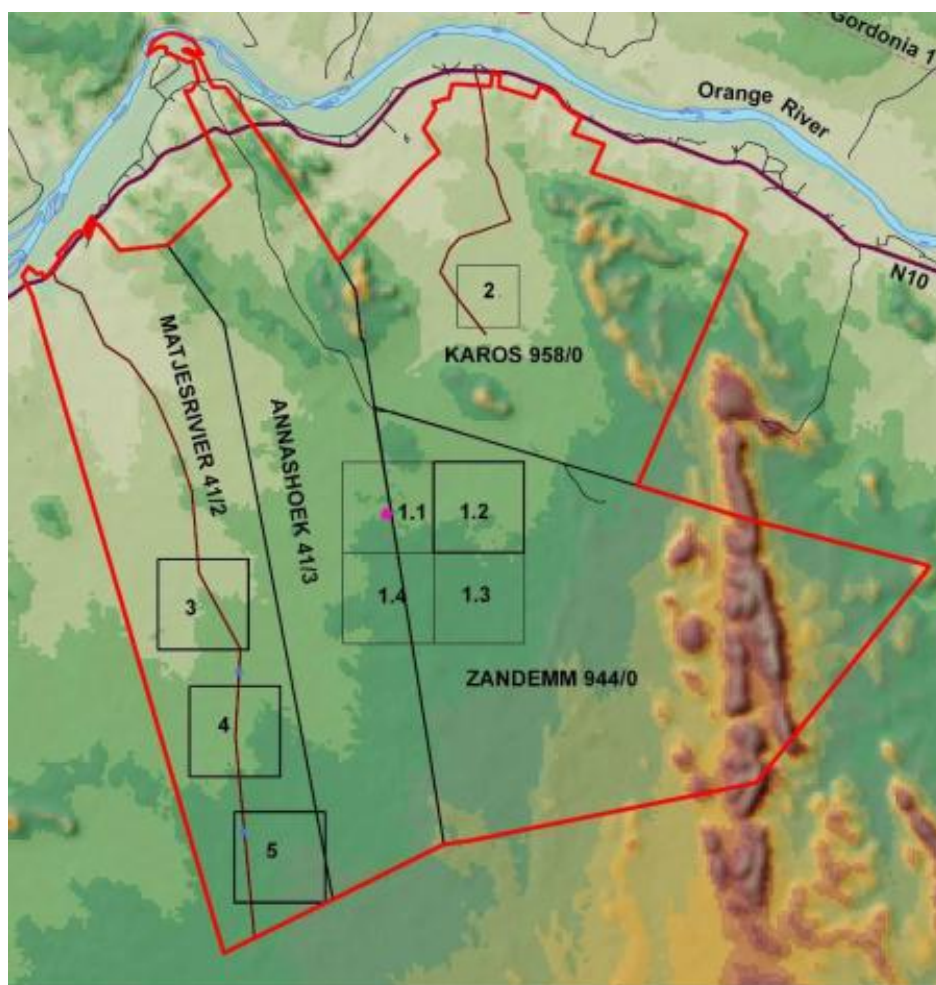 Gordonia 1
Orange River
N10
2
KAROS 958/0
MATJESRIVIER 41/2
ANNASHOEK 41/3
1.1
1.2
1.4
1.3
3
ZANDEMM 944/0
4
5